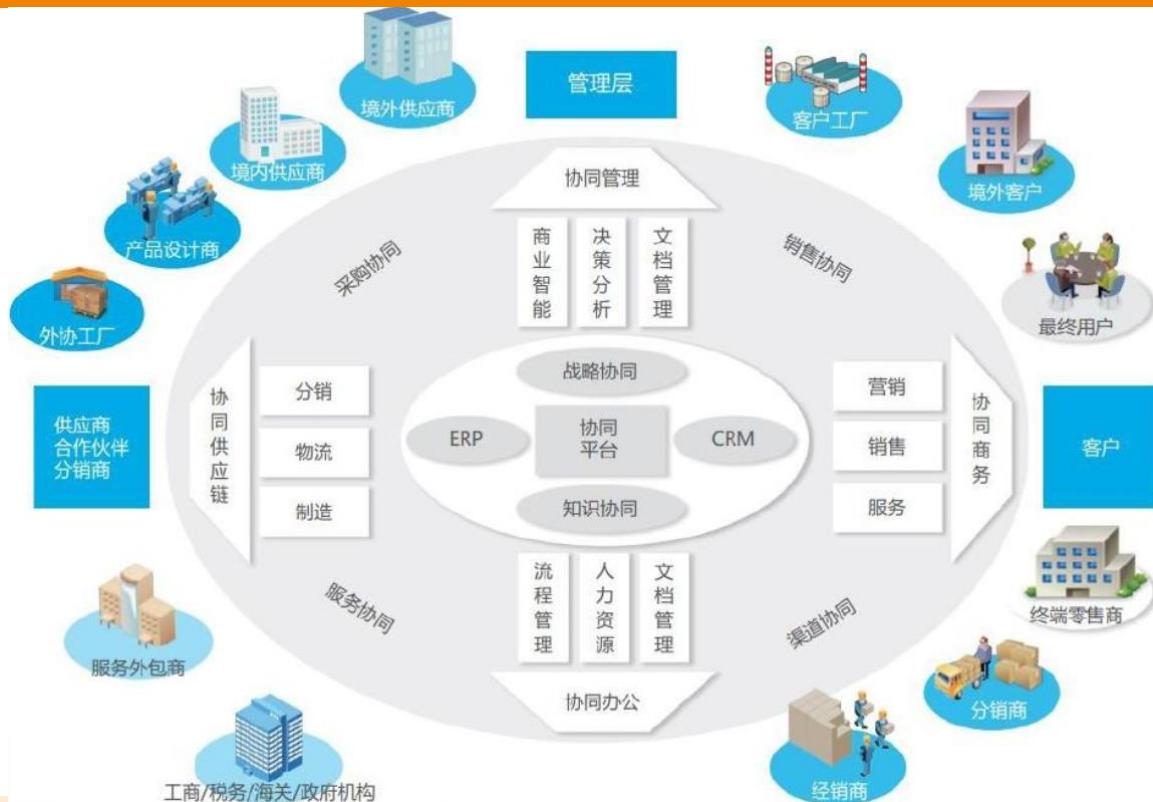 境外供应商
管理层
客户工厂
境内供应商
境外客户
产品设计商
协同管理
采购协同
销售协同
商业智能
决策分析
文档管理
外协工厂
最终用户
供应商
合作伙伴
分销商
协同供应链
分销
物流
制造
战略协同
ERP
协同
平台
CRM
知识协同
营销
销售
服务
协同商务
客户
服务协同
流程管理
人力资源
文档管理
渠道协同
终端零售商
服务外包商
协同办公
分销商
工商/税务/海关/政府机构
经销商